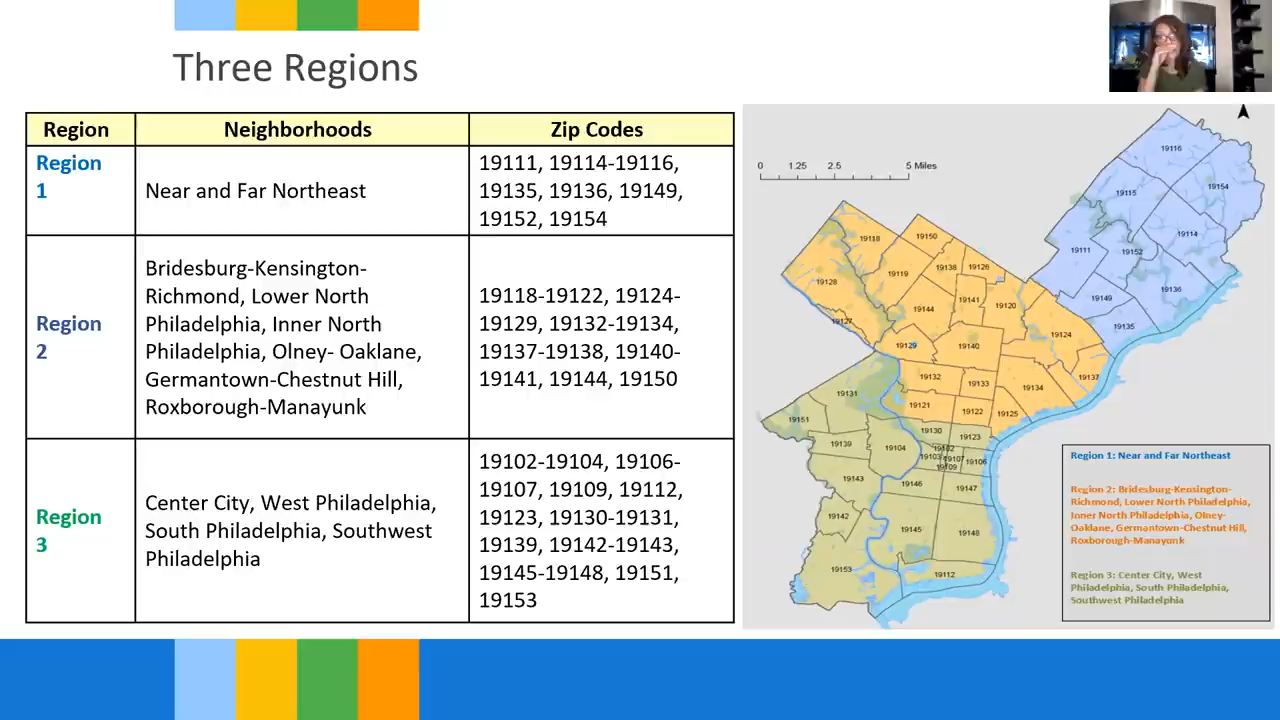 Three Regions
Region
Neighborhoods
Zip Codes
Region
1
Near and Far Northeast
19111, 19114-19116,
19135, 19136, 19149,
19152, 19154
Region
2
Bridesburg-Kensington-
Richmond, Lower North
Philadelphia, Inner North
Philadelphia, Olney- Oaklane,
Germantown-Chestnut Hill,
Roxborough-Manayunk
19118-19122, 19124-
19129, 19132-19134,
19137-19138, 19140-
19141, 19144, 19150
Region
3
Center City, West Philadelphia,
South Philadelphia, Southwest
Philadelphia
19102-19104, 19106-
19107, 19109, 19112,
19123, 19130-19131,
19139, 19142-19143,
19145-19148, 19151,
19153
0 1.25 2.5 5 Miles
19116
19154
19115
19114
19111
19152
19136
19149
19135
19118
19150
19138
19126
19119
19128
19141
19120
19144
19127
19124
19129
19140
19137
19132
19133
19134
19131
19121
19122
19125
19151
19130
19123
19139
19104
19102
19103
19107
19106
19109
19143
19146
19147
19142
19145
19148
19153
19112
Region 1: Near and Far Northeast
Region 2: Bridesburg-Kensington-
Richmond, Lower North Philadelphia,
Inner North Philadelphia, Olney-
Oaklane, Germantown-Chestnut Hill,
Roxborough-Manayunk
Region 3: Center City, West
Philadelphia, South Philadelphia,
Southwest Philadelphia